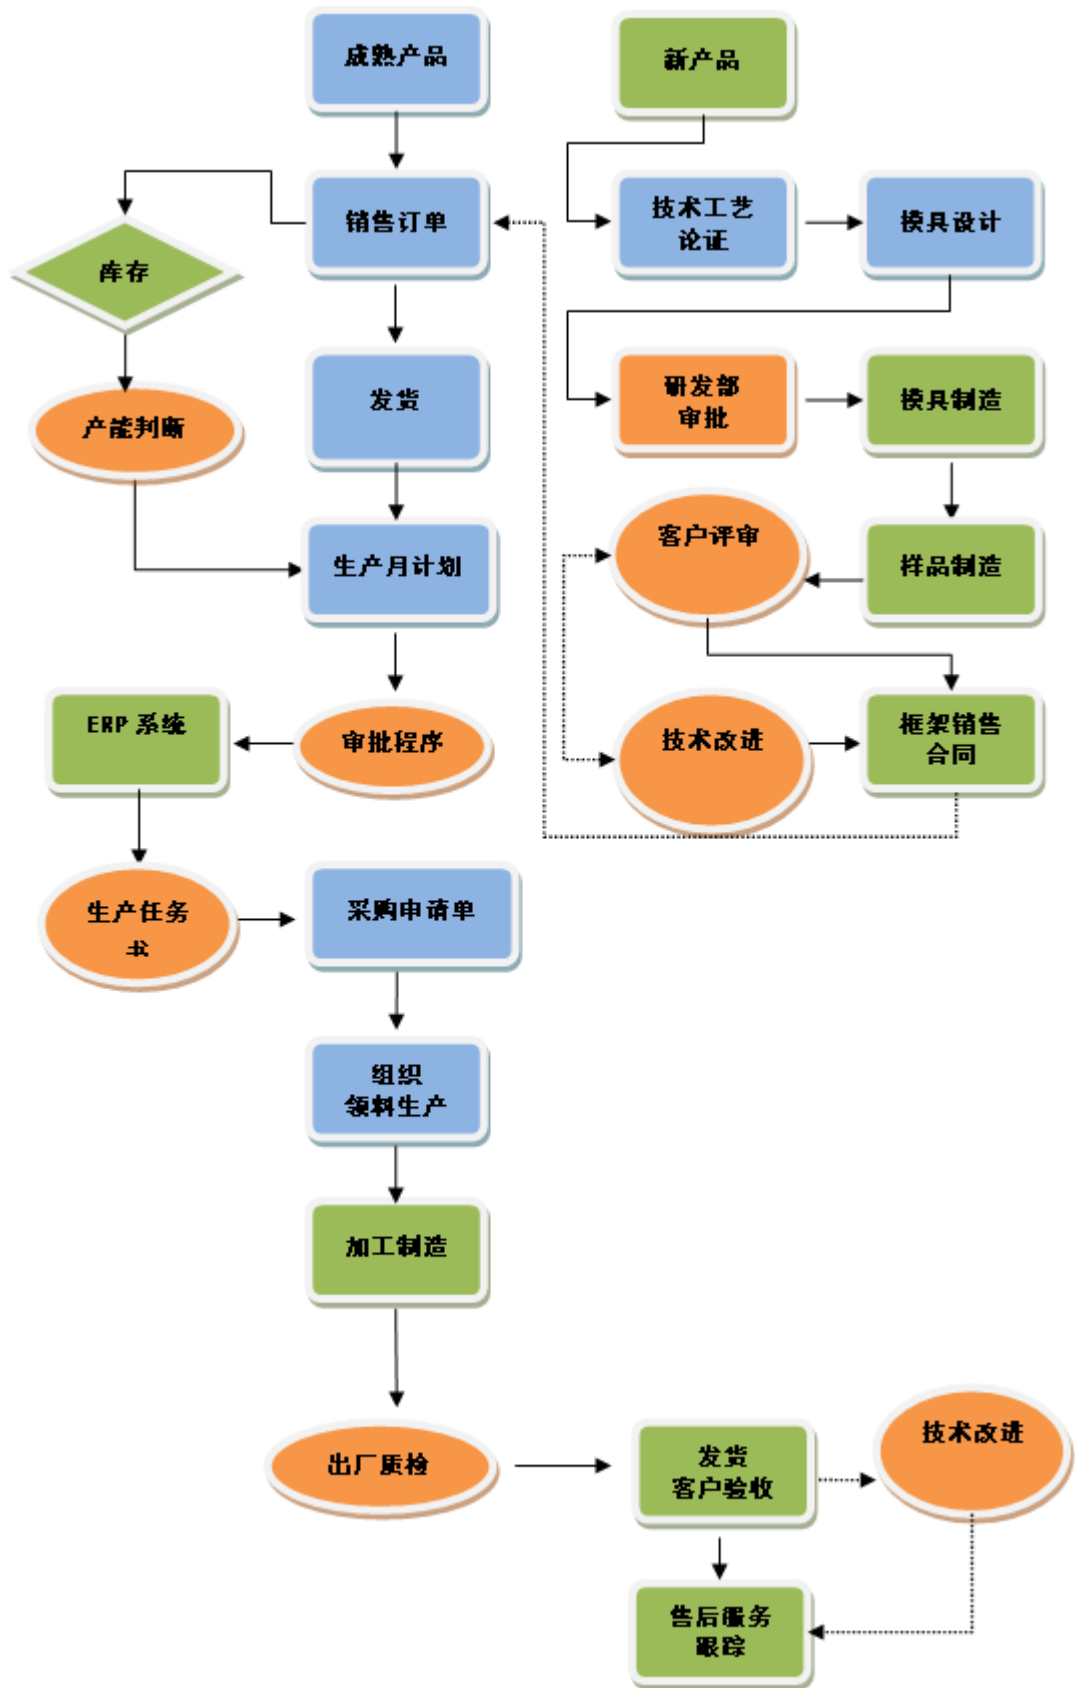 成熟产品
新产品
销售订单
技术工艺
论证
模具设计
库存
发货
研发部
审批
模具制造
产能判断
生产月计划
客户评审
样品制造
ERP 系统
审批程序
技术改进
框架销售
合同
生产任务
书
采购申请单
组织
领料生产
加工制造
出厂质检
发货
客户验收
技术改进
售后服务
跟踪